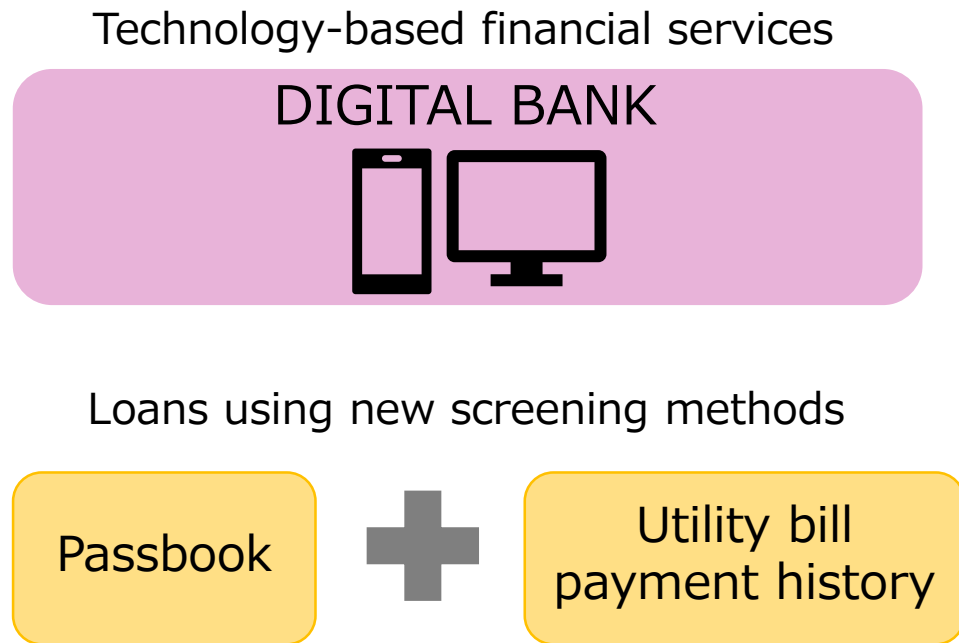 Technology-based financial services
DIGITAL BANK
Loans using new screening methods
Passbook
Utility bill
payment history